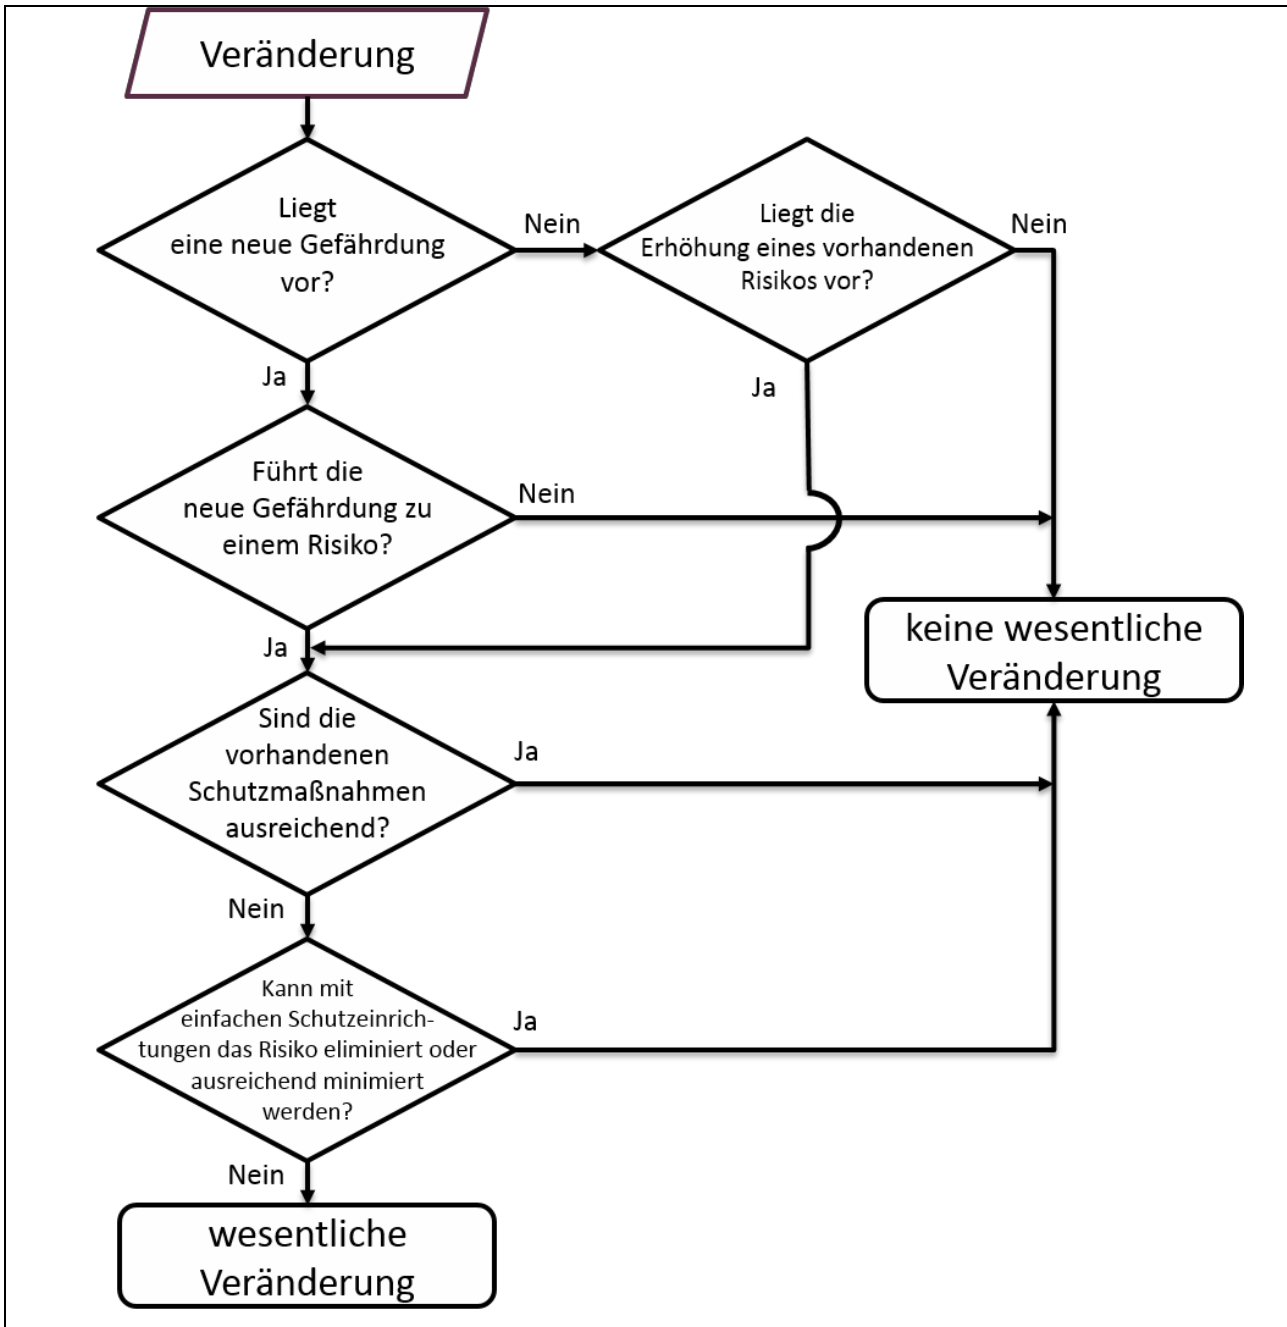 Veränderung
Liegt
eine neue Gefährdung
vor?
Nein
Liegt die
Erhöhung eines vorhandenen
Risikos vor?
Nein
Ja
Ja
Führt die
neue Gefährdung zu
einem Risiko?
Nein
keine wesentliche
Veränderung
Ja
Sind die
vorhandenen
Schutzmaßnahmen
ausreichend?
Ja
Nein
Kann mit
einfachen Schutzeinrich-
tungen das Risiko eliminiert oder
ausreichend minimiert
werden?
Ja
Nein
wesentliche
Veränderung